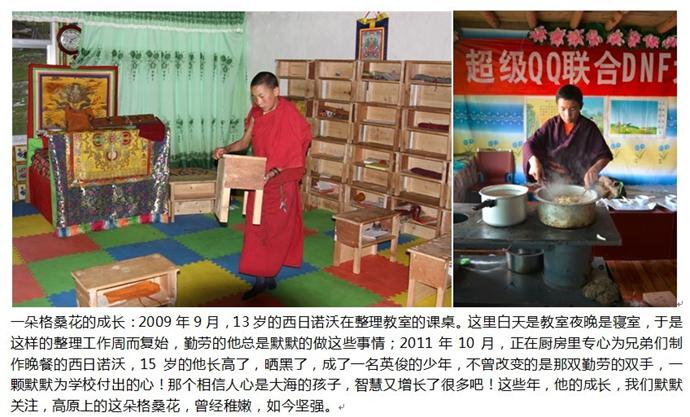 超级QQ联合DNF
一朵格桑花的成长：2009 年 9 月，13 岁的西日诺沃在整理教室的课桌。这里白天是教室夜晚是寝室，于是
这样的整理工作周而复始，勤劳的他总是默默的做这些事情；2011 年 10 月，正在厨房里专心为兄弟们制
作晚餐的西日诺沃，15 岁的他长高了，晒黑了，成了一名英俊的少年，不曾改变的是那双勤劳的双手，一
颗默默为学校付出的心！那个相信人心是大海的孩子，智慧又增长了很多吧！这些年，他的成长，我们默默
关注，高原上的这朵格桑花，曾经稚嫩，如今坚强。